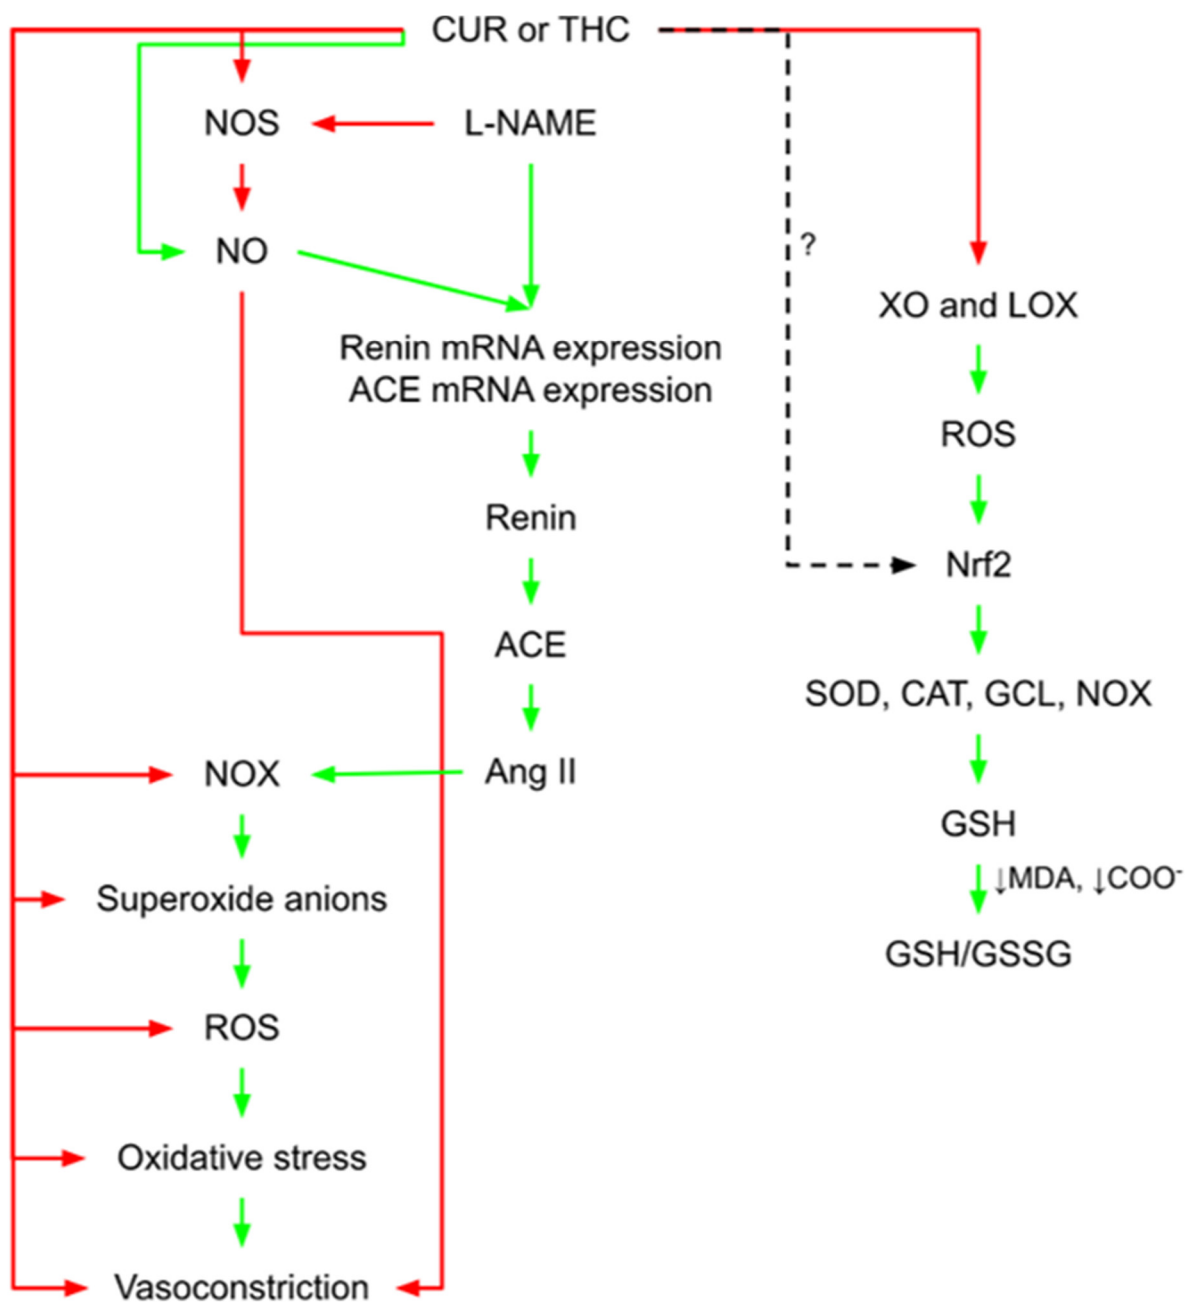 CUR or THC
NOS
L-NAME
NO
?
XO and LOX
Renin mRNA expression
ACE mRNA expression
ROS
Renin
Nrf2
ACE
SOD, CAT, GCL, NOX
NOX
Ang II
GSH
↓MDA, ↓COO⁻
Superoxide anions
GSH/GSSG
ROS
Oxidative stress
Vasoconstriction